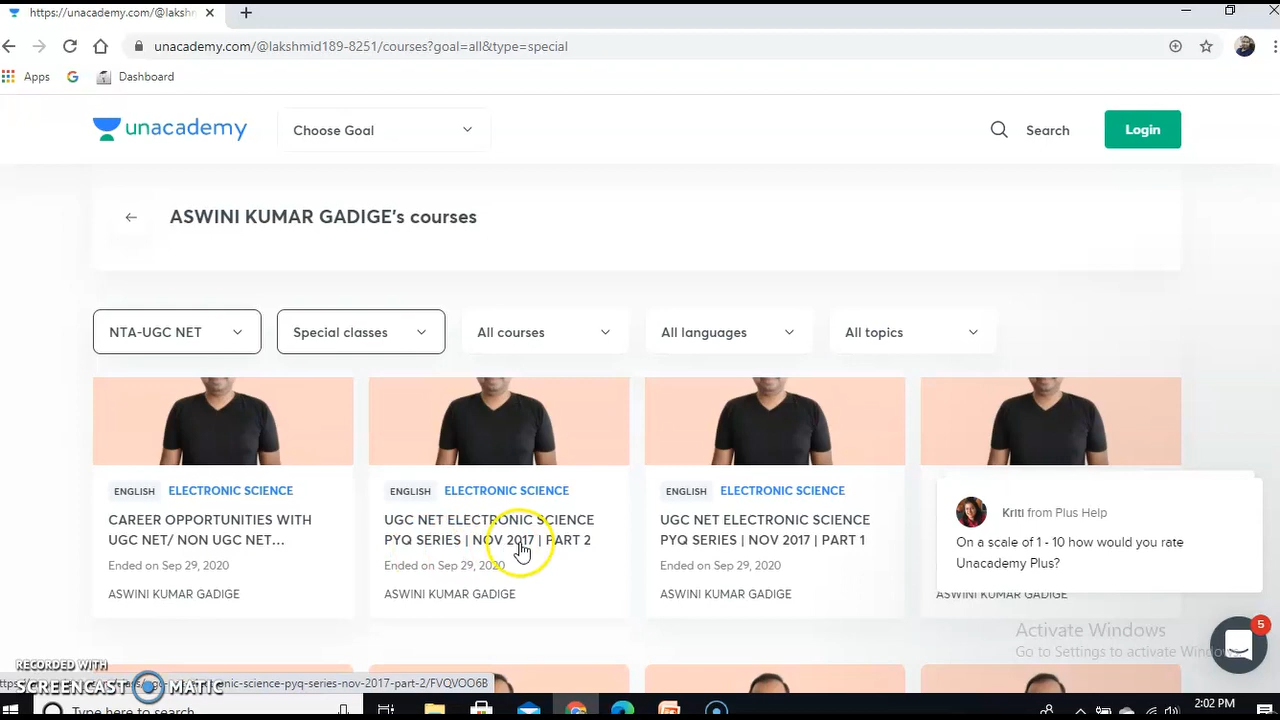 https://unacademy.com/@lakshm
unacademy.com/@lakshmid189-8251/courses?goal=all&type=special
Apps
Dashboard
unacademy
Choose Goal
Search
Login
ASWINI KUMAR GADIGE's courses
NTA-UGC NET
Special classes
All courses
All languages
All topics
ENGLISH ELECTRONIC SCIENCE
CAREER OPPORTUNITIES WITH
UGC NET/ NON UGC NET...
Ended on Sep 29, 2020
ASWINI KUMAR GADIGE
ENGLISH ELECTRONIC SCIENCE
UGC NET ELECTRONIC SCIENCE
PYQ SERIES | NOV 2017 | PART 2
Ended on Sep 29, 2020
ASWINI KUMAR GADIGE
ENGLISH ELECTRONIC SCIENCE
UGC NET ELECTRONIC SCIENCE
PYQ SERIES | NOV 2017 | PART 1
Ended on Sep 29, 2020
ASWINI KUMAR GADIGE
Kriti from Plus Help
On a scale of 1 - 10 how would you rate
Unacademy Plus?
ASWINI KUMAR GADIGE
5
Activate Windows
Go to Settings to activate Windows.
RECORDED WITH
SCREENCAST MATIC
onic-science-pyq-series-nov-2017-part-2/FVQVOO6B
Type here to search
2:02 PM